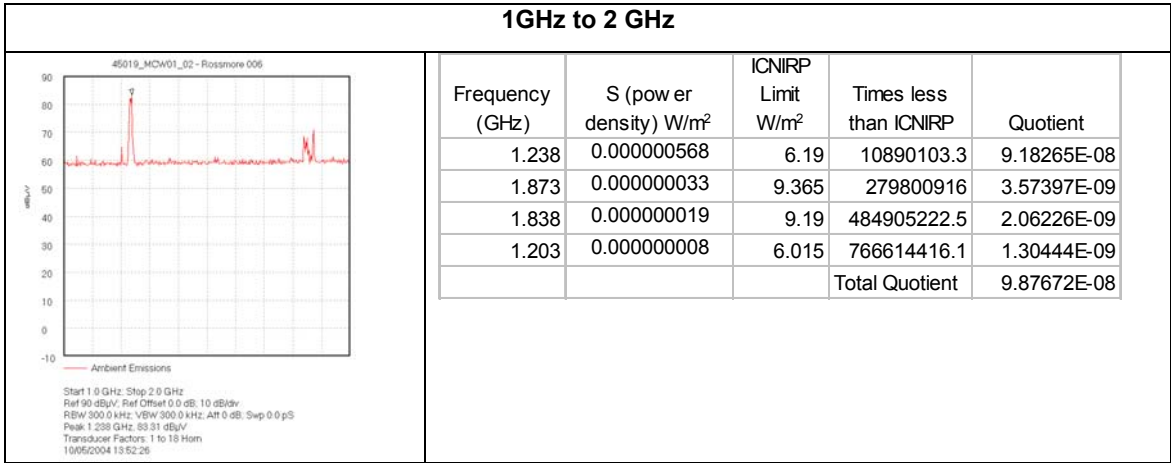 1GHz to 2 GHz
45019_MCW01_02 - Rossmore 006
90
80
70
60
50
40
30
20
10
0
-10
dBµV
Ambient Emissions
Start 1.0 GHz; Stop 2.0 GHz
Ref 90 dBµV; Ref Offset 0.0 dB; 10 dB/div
RBW 300.0 kHz; VBW 300.0 kHz; Att 0 dB; Swp 0.0 pS
Peak 1.238 GHz, 83.31 dBµV
Transducer Factors: 1 to 18 Horn
10/05/2004 13:52:26
Frequency (GHz) S (pow er density) W/m² ICNIRP Limit W/m² Times less than ICNIRP Quotient
1.238 0.000000568 6.19 10890103.3 9.18265E-08
1.873 0.000000033 9.365 279800916 3.57397E-09
1.838 0.000000019 9.19 484905222.5 2.06226E-09
1.203 0.000000008 6.015 766614416.1 1.30444E-09
Total Quotient 9.87672E-08